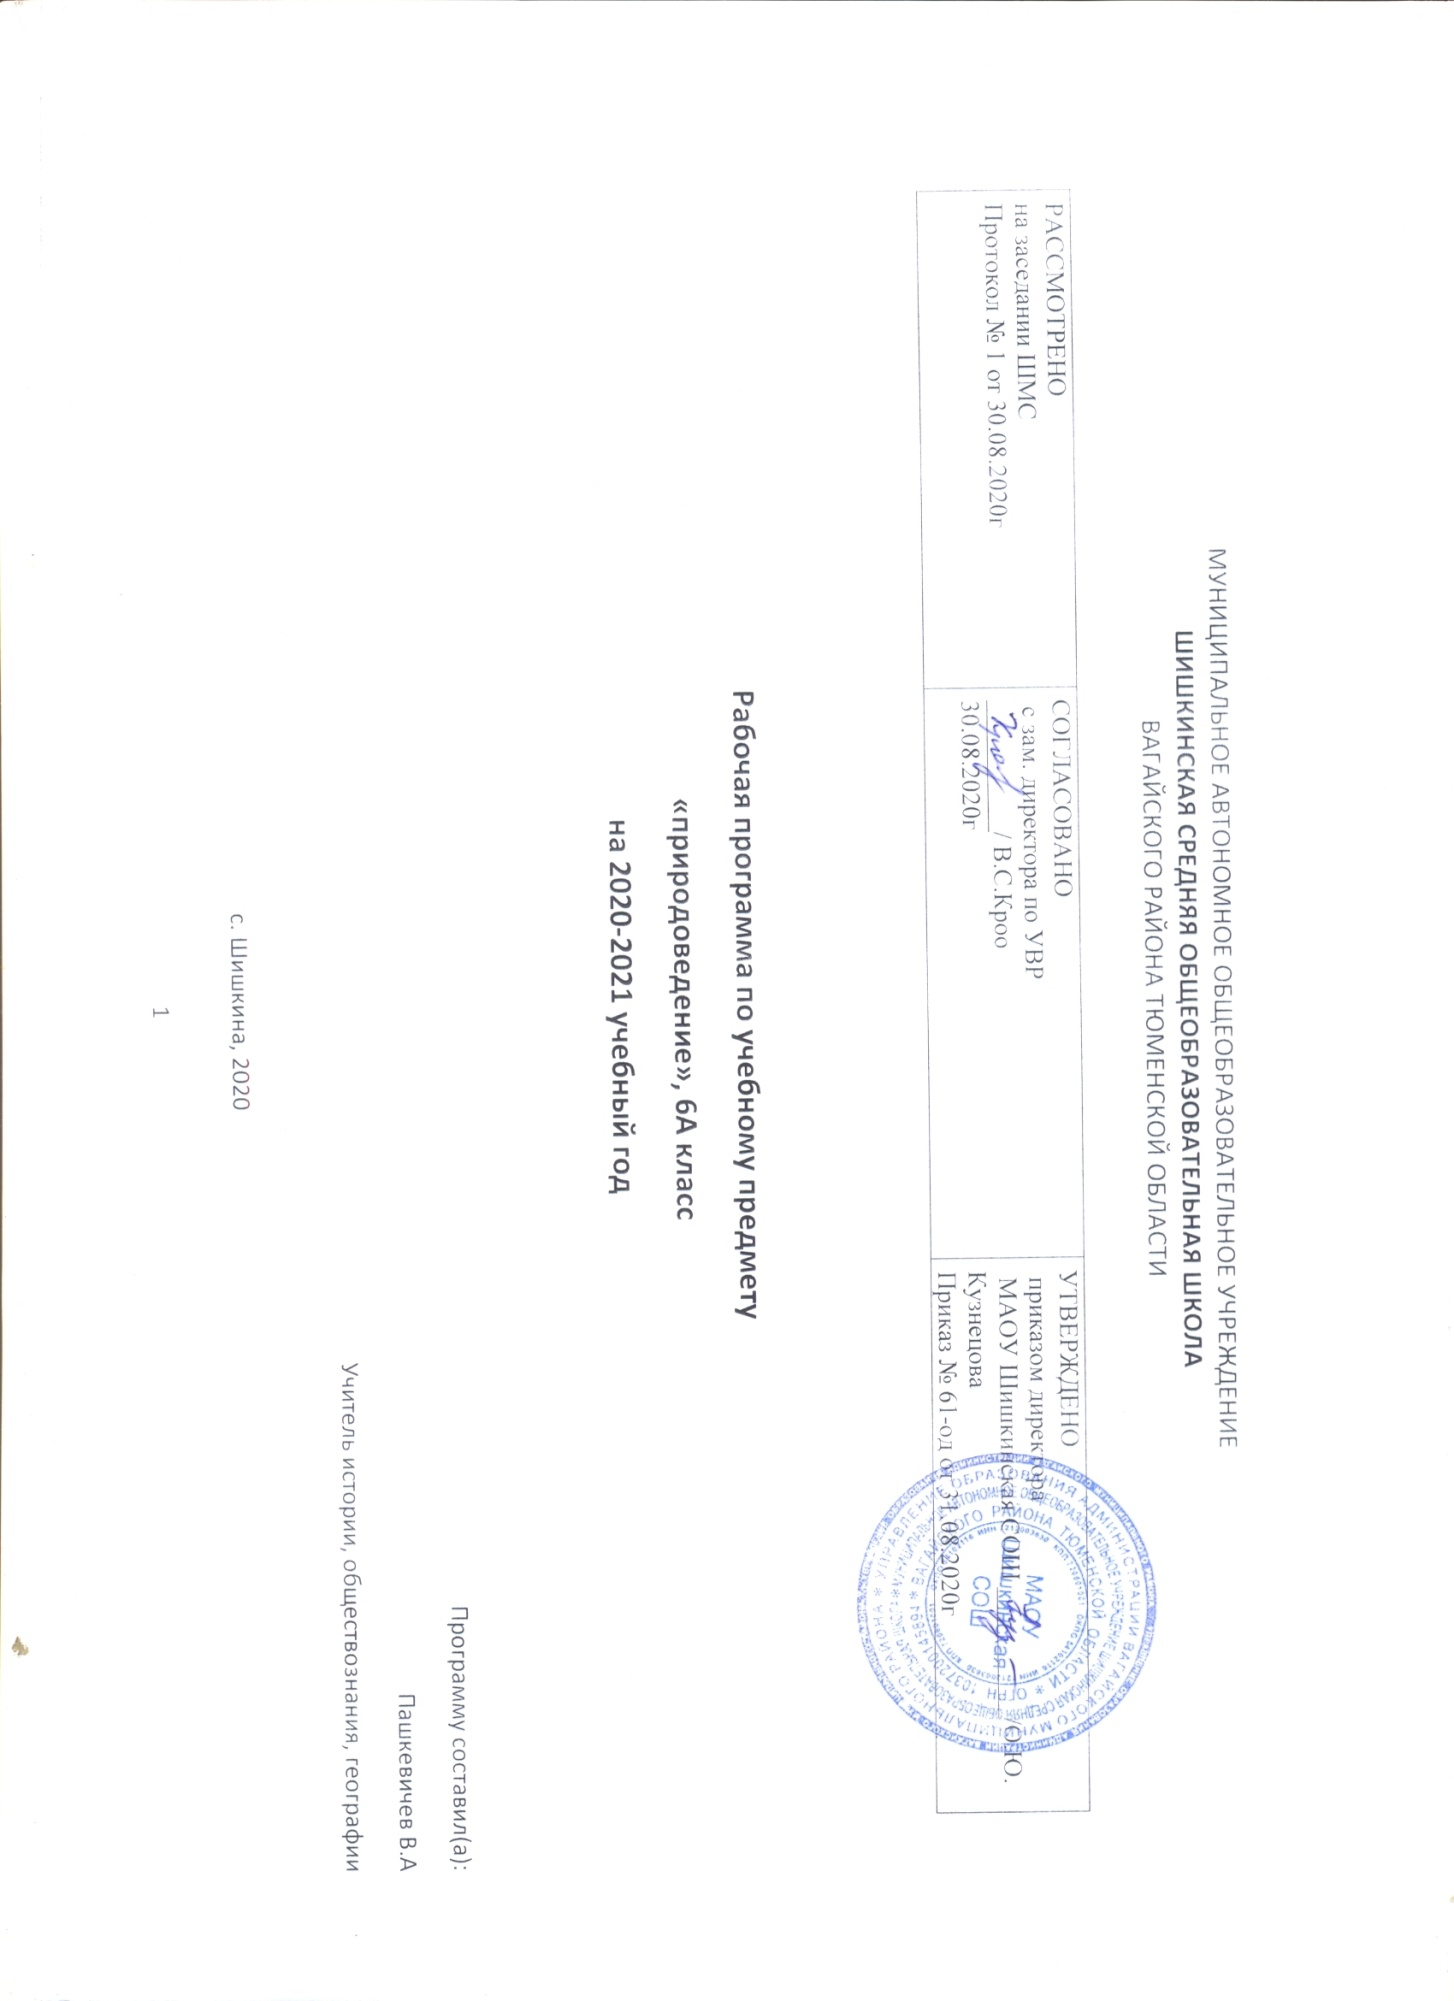 МУНИЦИПАЛЬНОЕ АВТОНОМНОЕ ОБЩЕОБРАЗОВАТЕЛЬНОЕ УЧРЕЖДЕНИЕ
ШИШКИНСКАЯ СРЕДНЯЯ ОБЩЕОБРАЗОВАТЕЛЬНАЯ ШКОЛА
ВАГАЙСКОГО РАЙОНА ТЮМЕНСКОЙ ОБЛАСТИ
РАССМОТРЕНО
на заседании ШМС
Протокол № 1 от 30.08.2020г
СОГЛАСОВАНО
с зам. директора по УВР
/ В.С.Кроо
30.08.2020г
УТВЕРЖДЕНО
приказом директора
МАОУ Шишкинская СОШ /О.Ю.
Кузнецова
Приказ № 61-од от 31.08.2020г
МАОУ
Шишкинская
СОШ
Рабочая программа по учебному предмету
«природоведение», 6А класс
на 2020-2021 учебный год
Программу составил(а):
Пашкевичев В.А
Учитель истории, обществознания, географии
с. Шишкина, 2020
1